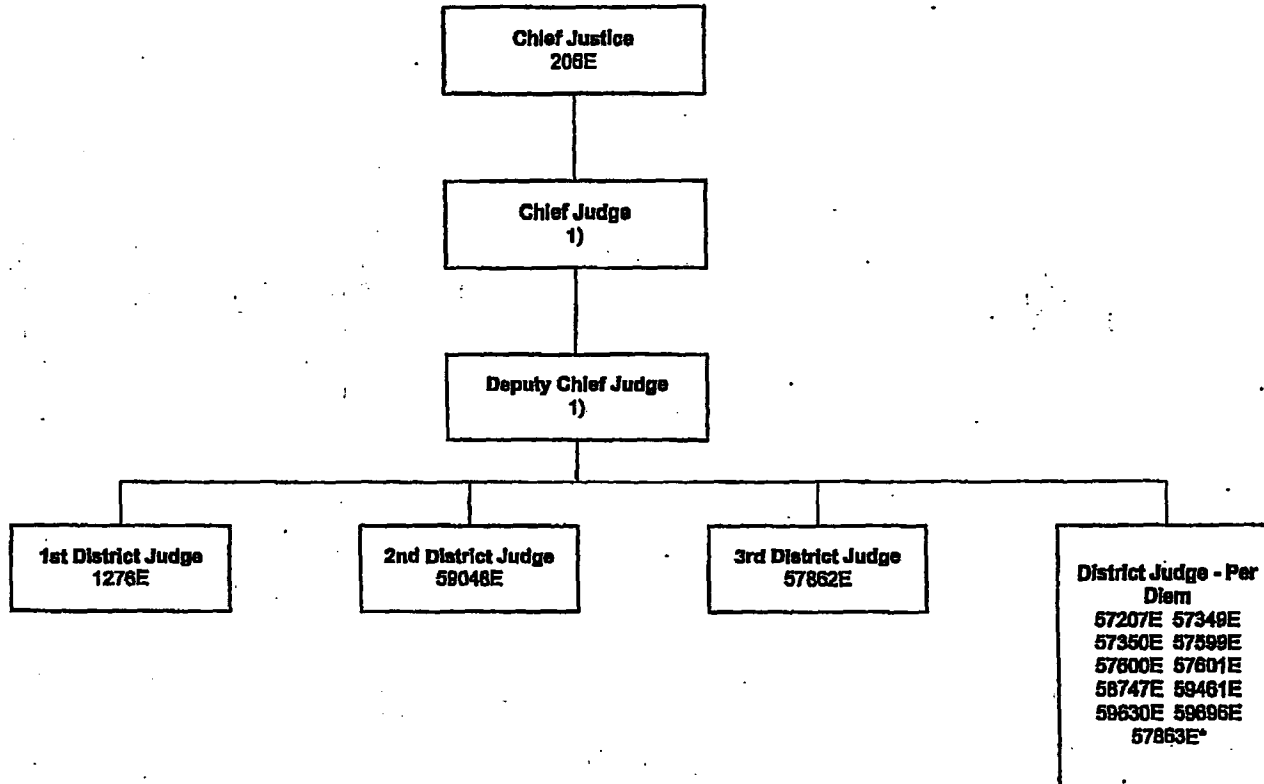 Chief Justice
206E
Chief Judge
1)
Deputy Chief Judge
1)
1st District Judge
1276E
2nd District Judge
59048E
3rd District Judge
57862E
District Judge - Per
Diem
57207E 57349E
57350E 57599E
57600E 57601E
58747E 59461E
59630E 59696E
57863E*